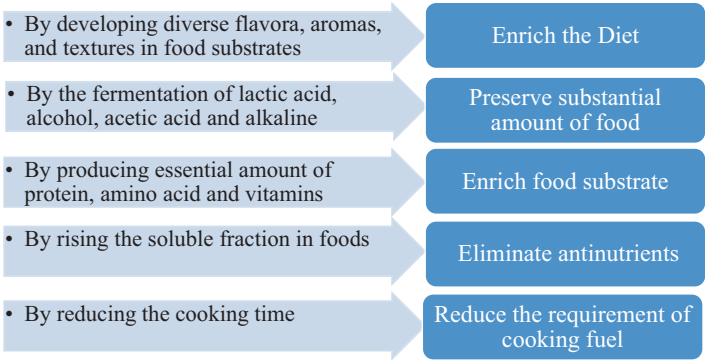 • By developing diverse flavora, aromas,
and textures in food substrates
Enrich the Diet
• By the fermentation of lactic acid,
alcohol, acetic acid and alkaline
Preserve substantial
amount of food
• By producing essential amount of
protein, amino acid and vitamins
Enrich food substrate
• By rising the soluble fraction in foods
Eliminate antinutrients
• By reducing the cooking time
Reduce the requirement of
cooking fuel